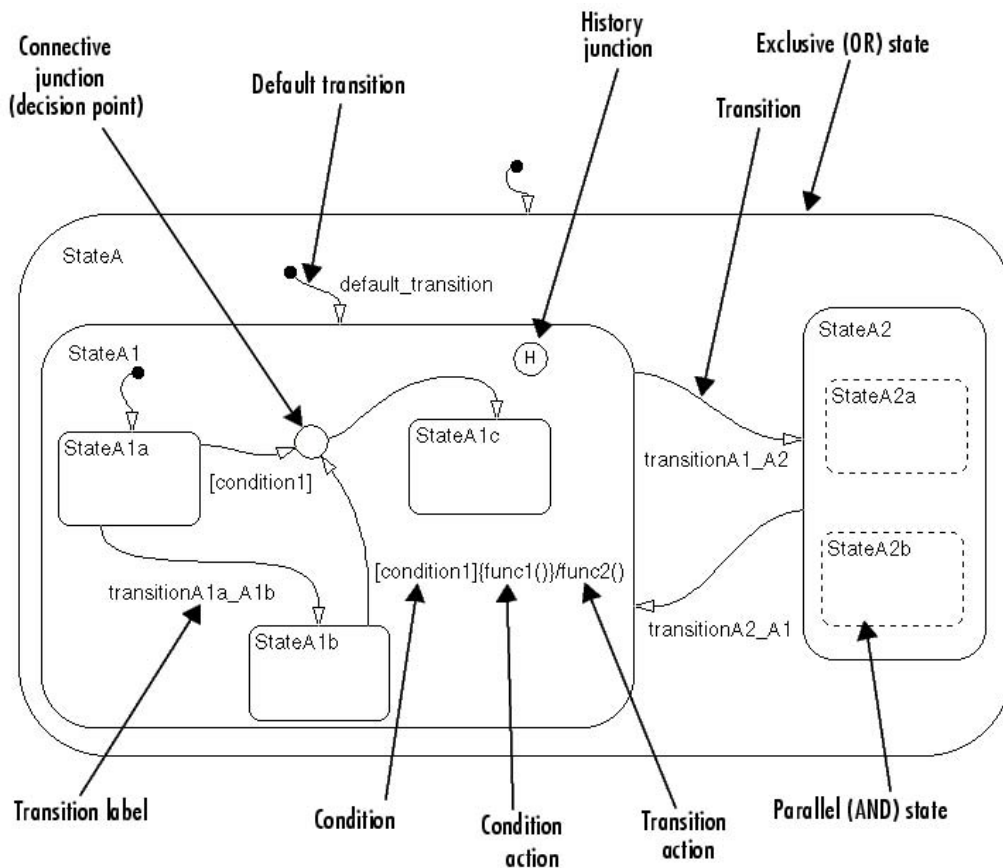 History
junction
Exclusive (OR) state
Connective
junction
(decision point)
Default transition
Transition
StateA
default_transition
StateA1
H
StateA2
StateA2a
StateA1a
StateA1c
[condition1]
transitionA1_A2
StateA2b
[condition1]{func1()}/func2()
transitionA1a_A1b
transitionA2_A1
StateA1b
Transition label
Condition
Condition
action
Transition
action
Parallel (AND) state